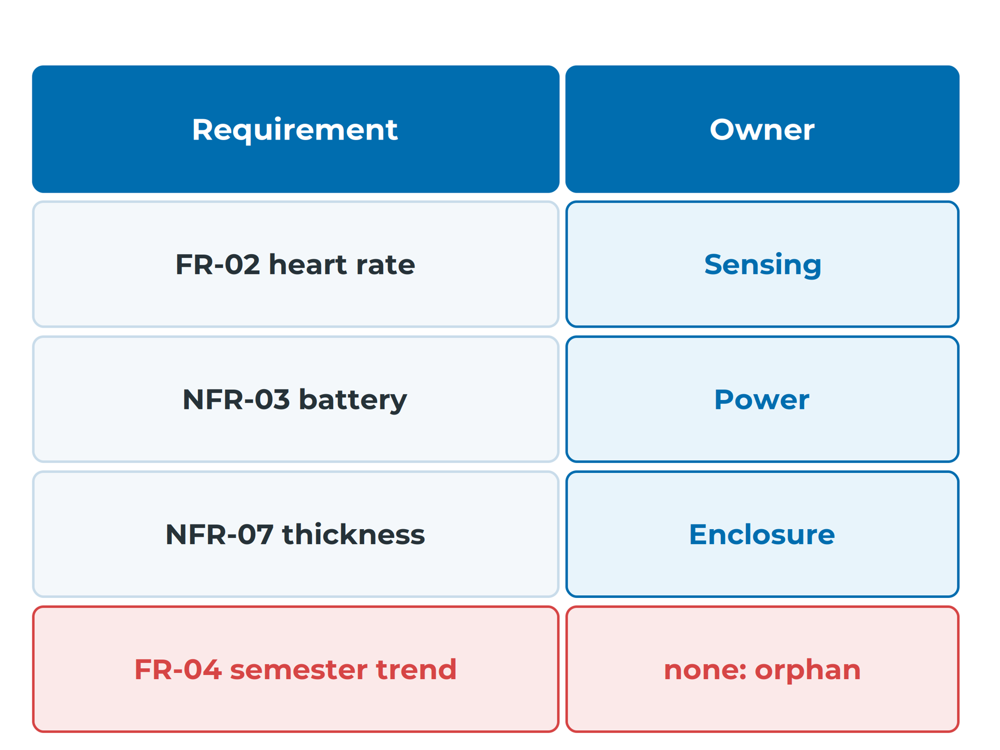 Requirement Owner
FR-02 heart rate Sensing
NFR-03 battery Power
NFR-07 thickness Enclosure
FR-04 semester trend none: orphan